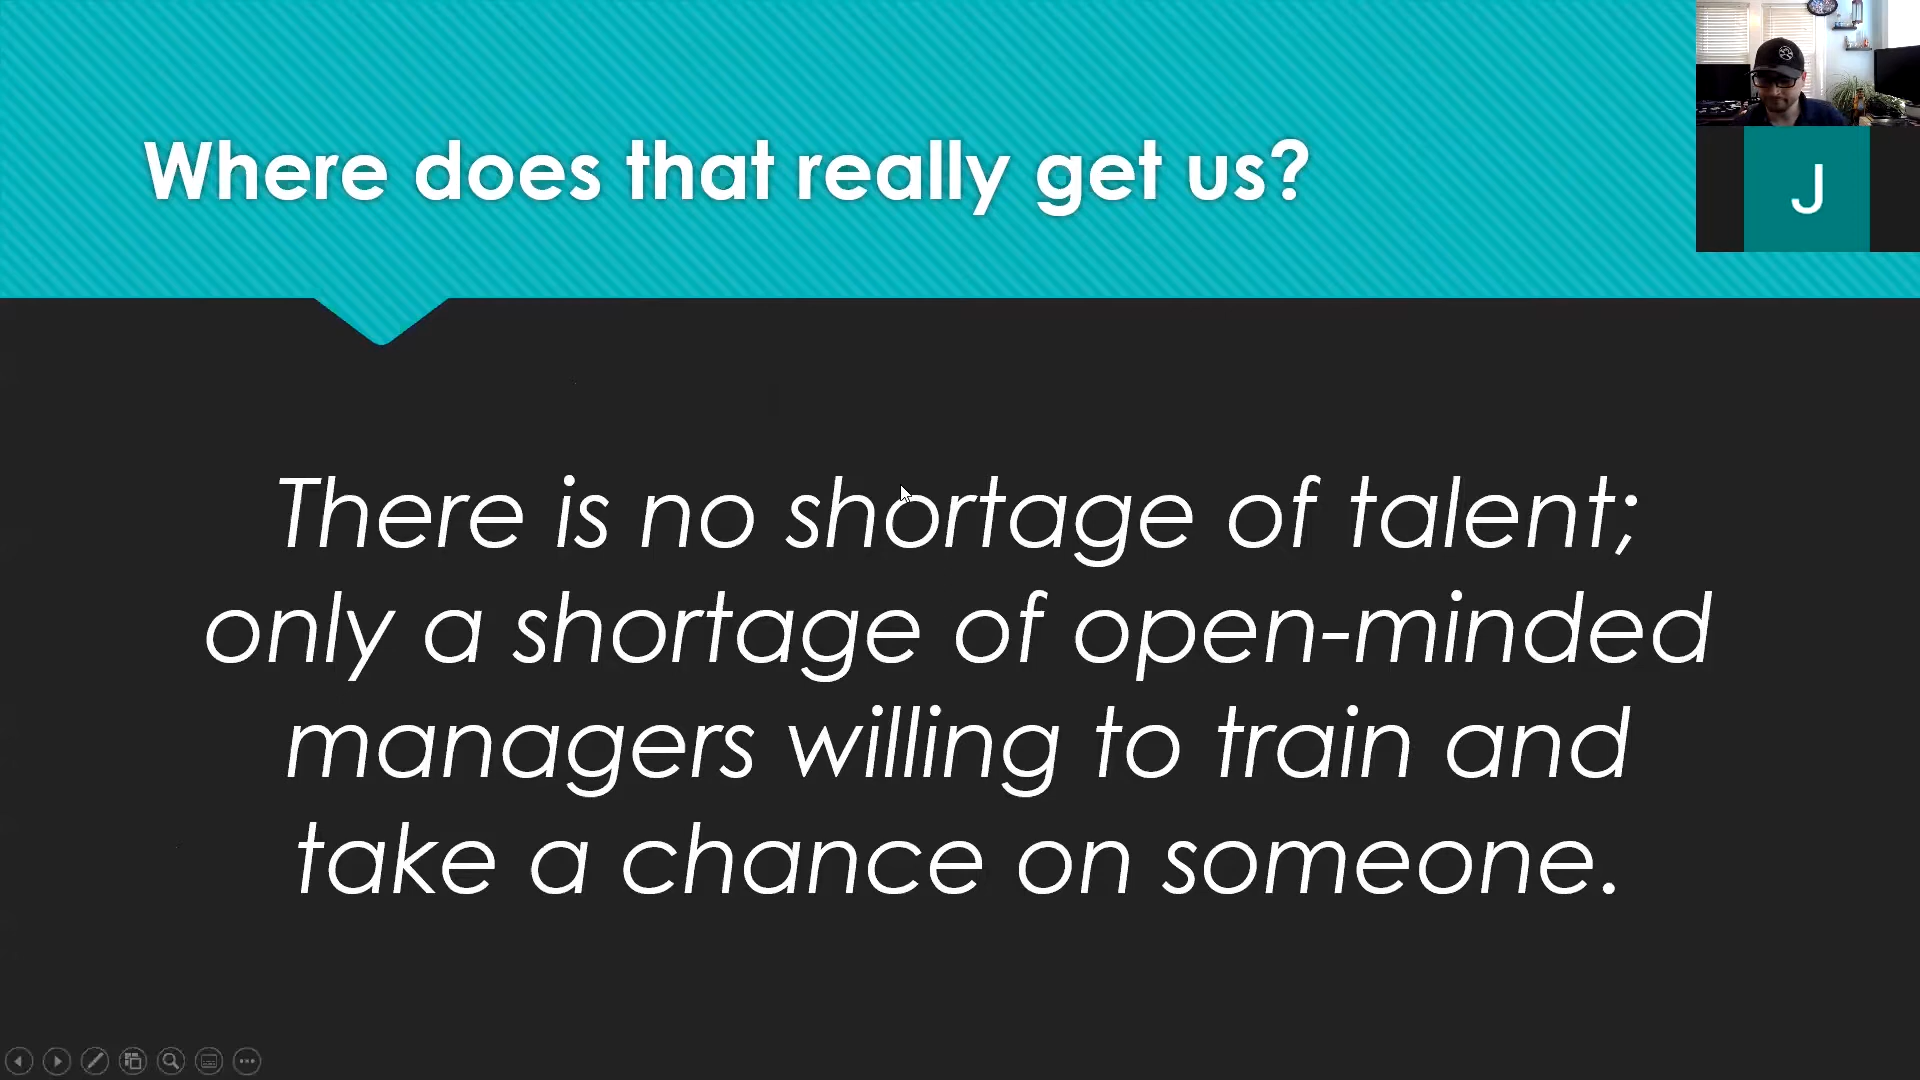 Where does that really get us?
J
There is no shortage of talent;
only a shortage of open-minded
managers willing to train and
take a chance on someone.